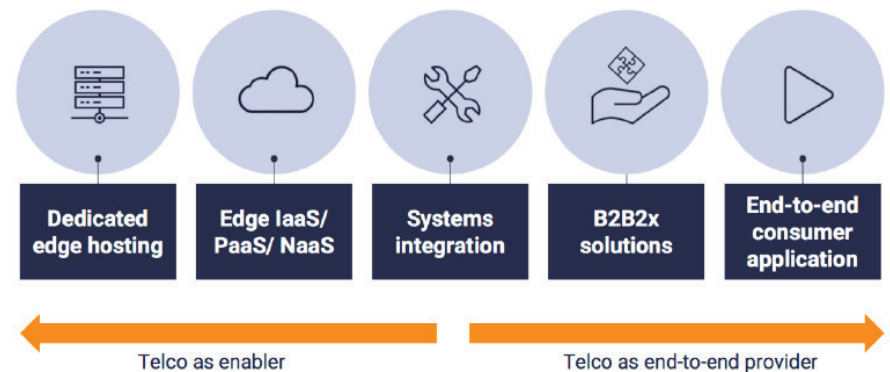 Dedicated
edge hosting
Edge IaaS/
PaaS/ NaaS
Systems
integration
B2B2x
solutions
End-to-end
consumer
application
Telco as enabler
Telco as end-to-end provider